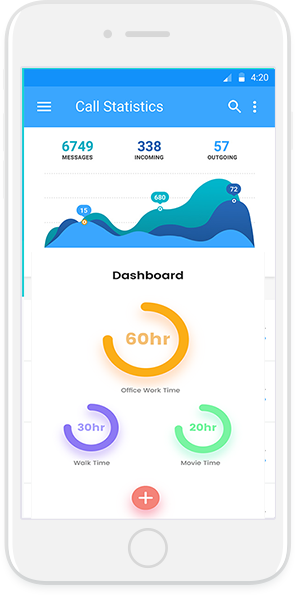 4:20
Call Statistics
6749 338 57
MESSAGES INCOMING OUTGOING
15
680
72
Dashboard
60hr
Office Work Time
30hr 20hr
Walk Time Movie Time